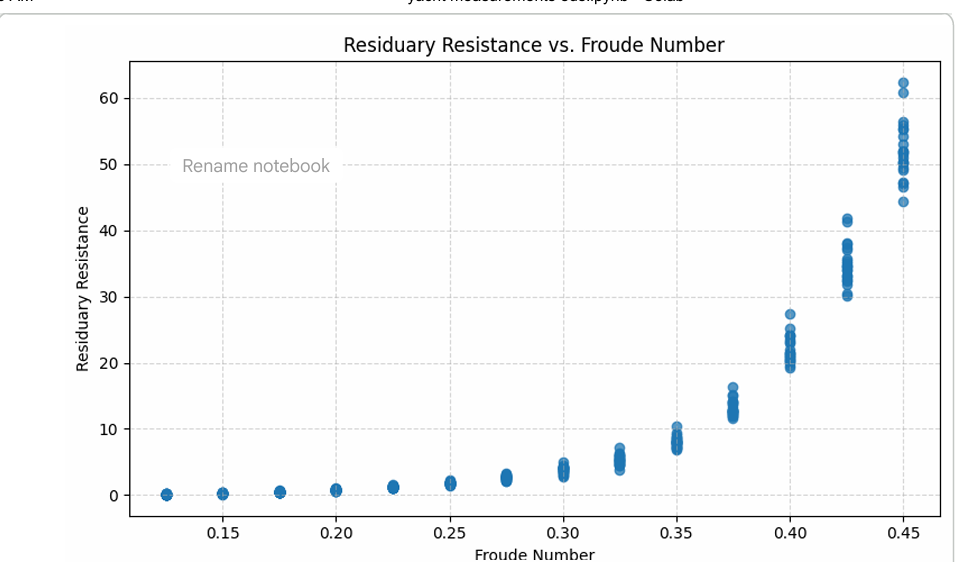 Residuary Resistance vs. Froude Number
60
50
40
30
20
10
0
Rename notebook
Residuary Resistance
0.15 0.20 0.25 0.30 0.35 0.40 0.45
Froude Number